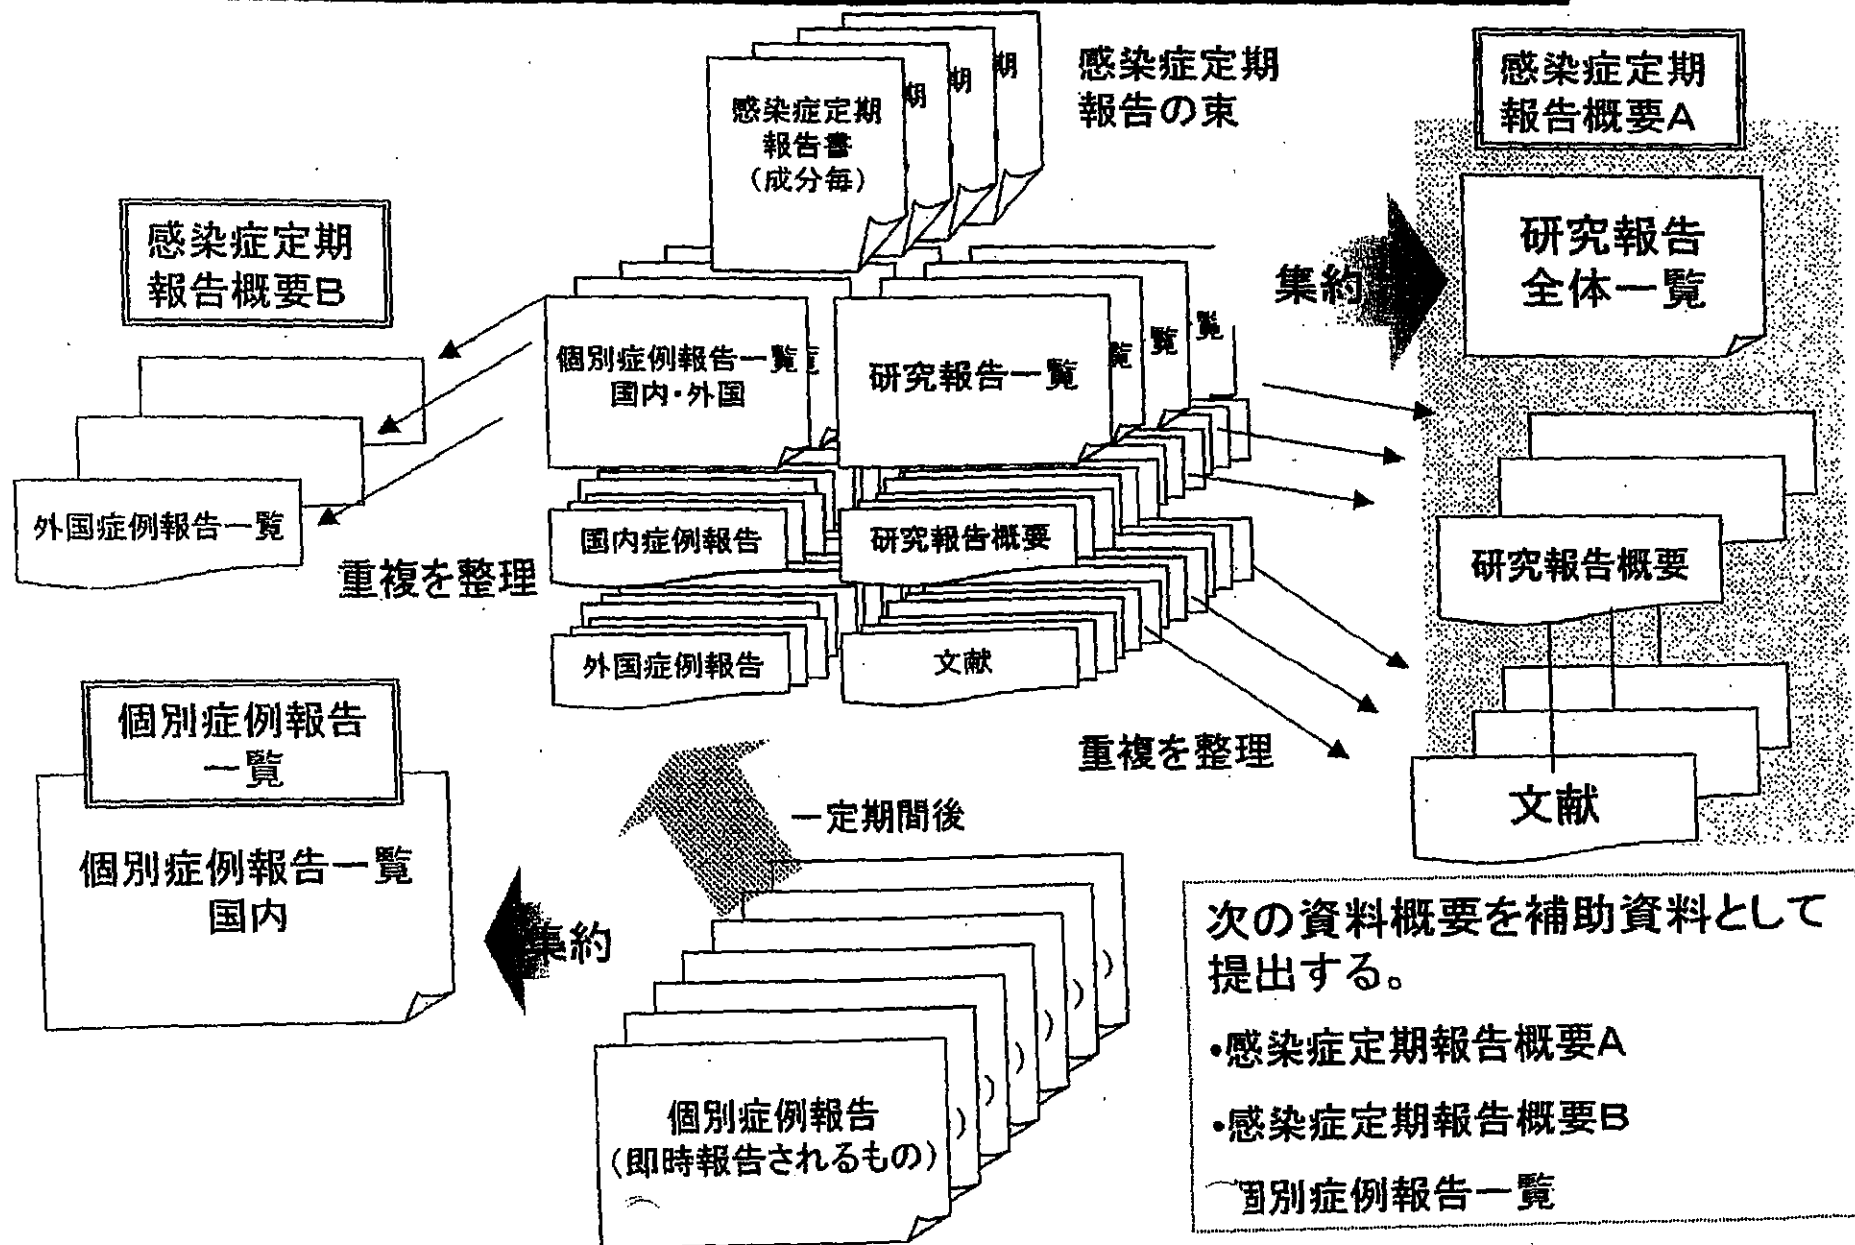 感染症定期
報告の束
感染症定期
報告概要A
期
期
期
感染症定期
報告書
(成分毎)
感染症定期
報告概要B
集約
研究報告
全体一覧
個別症例報告一覧
国内・外国
覧
研究報告一覧
覧
覧
覧
外国症例報告一覧
重複を整理
国内症例報告
研究報告概要
研究報告概要
外国症例報告
文献
個別症例報告
一覧
重複を整理
文献
一定期間後
個別症例報告一覧
国内
集約
次の資料概要を補助資料として
提出する。
・感染症定期報告概要A
・感染症定期報告概要B
個別症例報告一覧
)
)
)
)
)
)
個別症例報告
(即時報告されるもの)